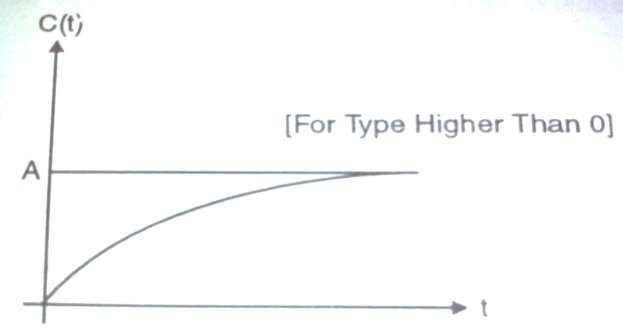 C(t)
[For Type Higher Than 0]
A
t